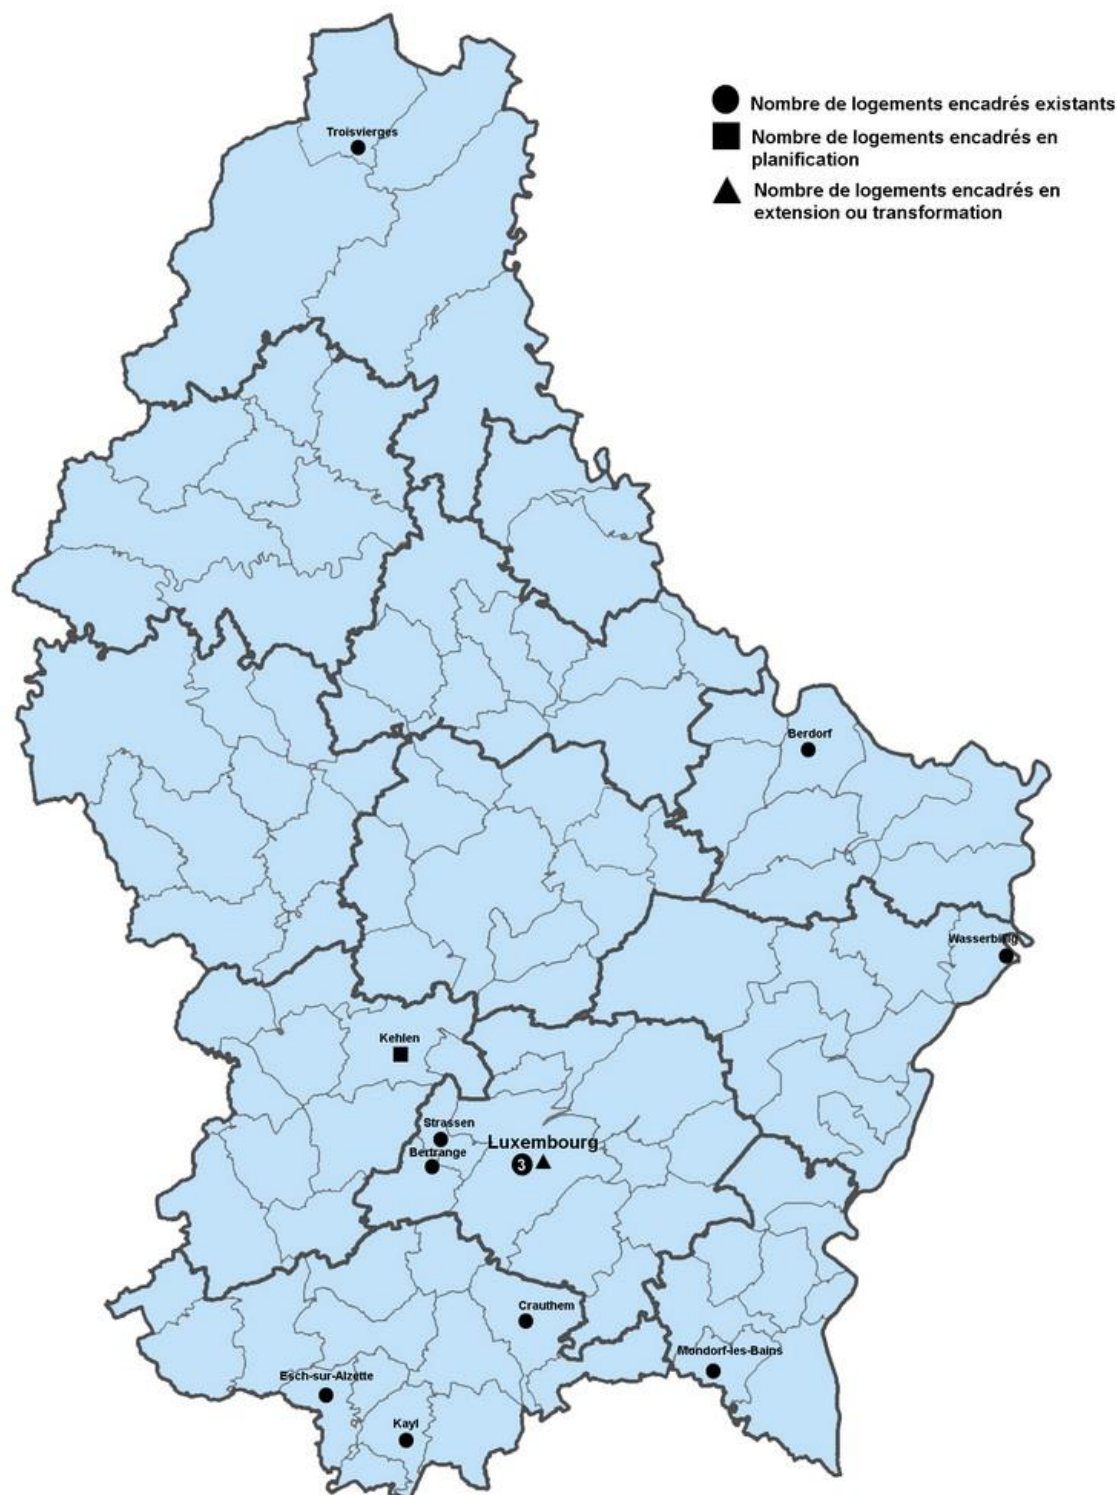 Nombre de logements encadrés existants
Nombre de logements encadrés en
planification
Nombre de logements encadrés en
extension ou transformation
Troisvierges
Berdorf
Wasserbillig
Kehlen
Strassen
Luxembourg
Bertrange
3
Crauthem
Mondorf-les-Bains
Esch-sur-Alzette
Kayl